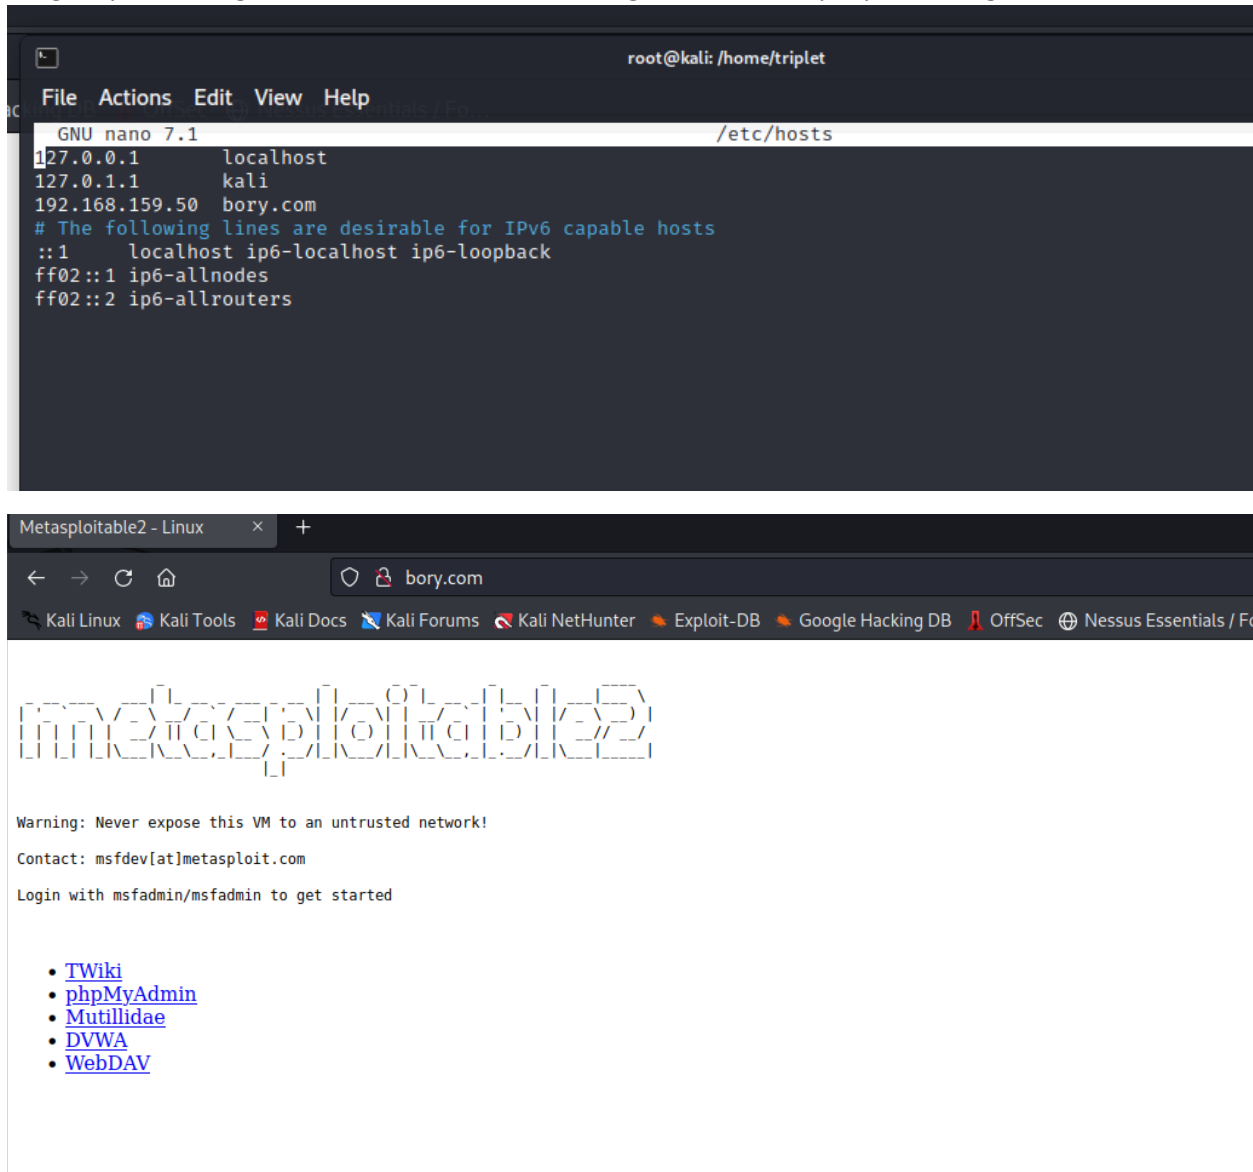 root@kali: /home/triplet
File Actions Edit View Help
GNU nano 7.1 /etc/hosts
127.0.0.1 localhost
127.0.1.1 kali
192.168.159.50 bory.com
# The following lines are desirable for IPv6 capable hosts
::1 localhost ip6-localhost ip6-loopback
ff02::1 ip6-allnodes
ff02::2 ip6-allrouters
Metasploitable2 - Linux × +
bory.com
Kali Linux Kali Tools Kali Docs Kali Forums Kali NetHunter Exploit-DB Google Hacking DB OffSec Nessus Essentials / Fo
metasploitable2
Warning: Never expose this VM to an untrusted network!
Contact: msfdev[at]metasploit.com
Login with msfadmin/msfadmin to get started
• TWiki
• phpMyAdmin
• Mutillidae
• DVWA
• WebDAV